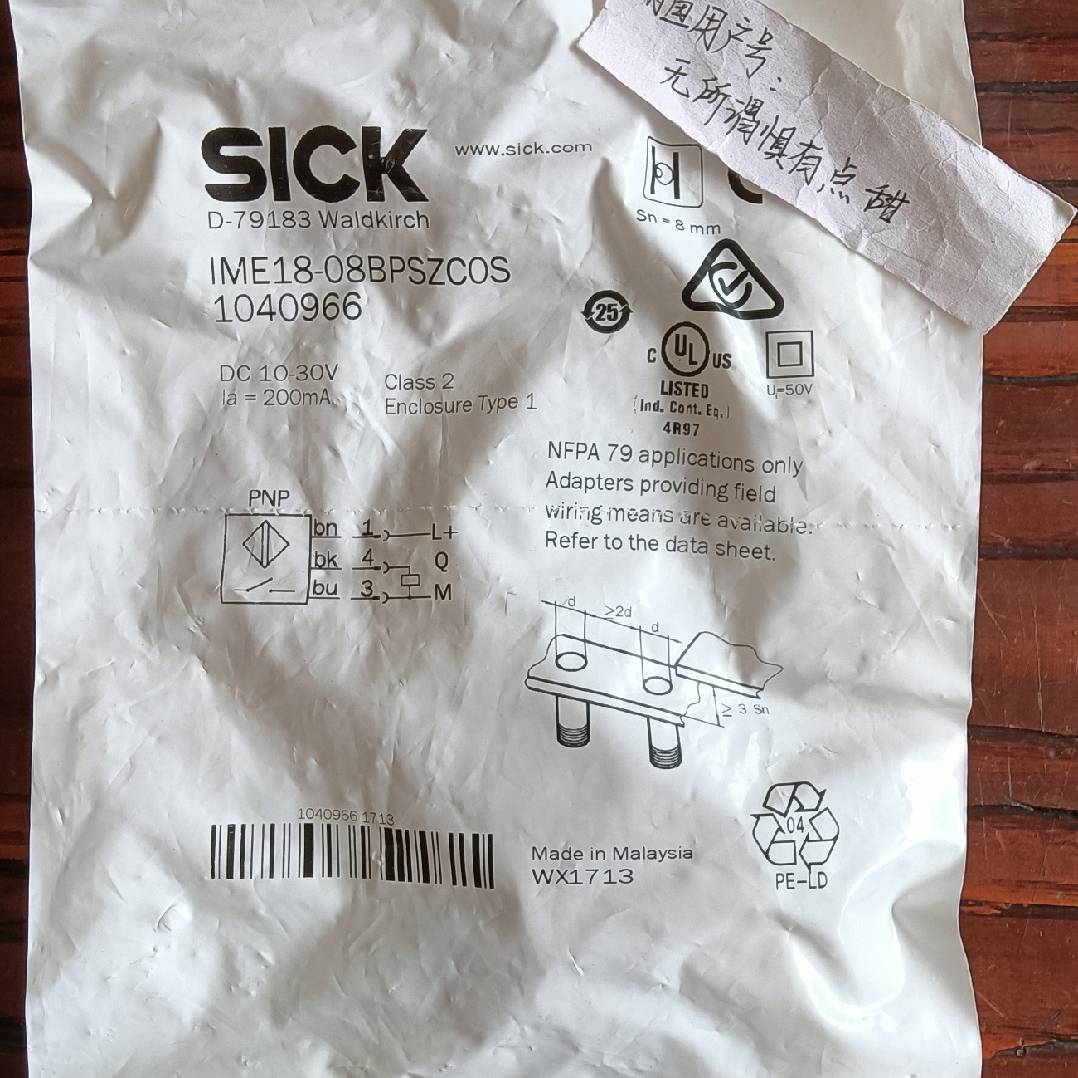 用户号：
无所谓惧有点甜
SICK
www.sick.com
D-79183 Waldkirch
Sn = 8 mm
IME18-08BPSZC0S
1040966
25
C UL US
LISTED
(Ind. Cont. Eq.)
4R97
DC 10-30V
Ia = 200mA
Class 2
Enclosure Type 1
NFPA 79 applications only
Adapters providing field
wiring means are available.
Refer to the data sheet.
PNP
bn 1 L+
bk 4 Q
bu 3 M
d >2d d
≥ 3 Sn
1040966 1713
Made in Malaysia
WX1713
04
PE-LD